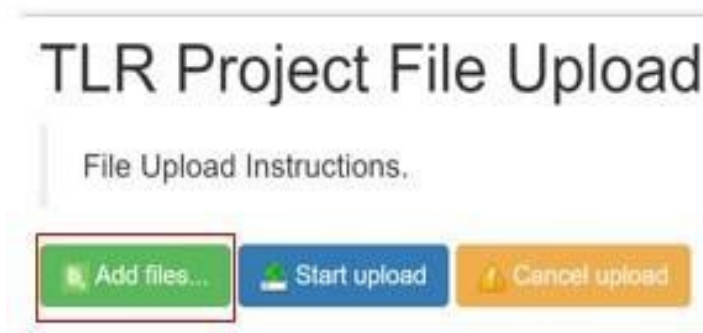 TLR Project File Upload
File Upload Instructions.
Add files... Start upload Cancel upload